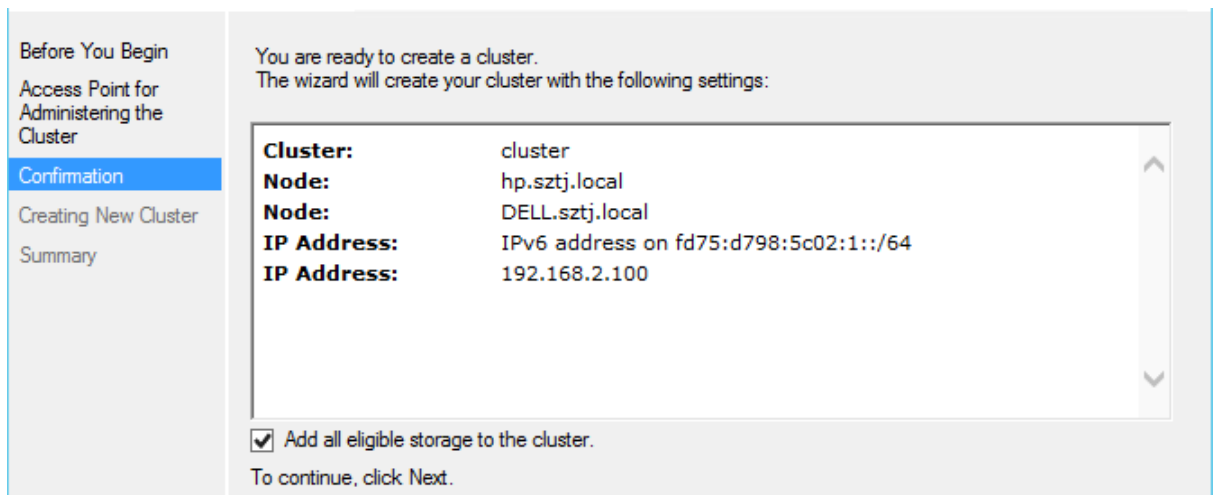 Before You Begin
Access Point for
Administering the
Cluster
Confirmation
Creating New Cluster
Summary
You are ready to create a cluster.
The wizard will create your cluster with the following settings:
Cluster: cluster
Node: hp.sztj.local
Node: DELL.sztj.local
IP Address: IPv6 address on fd75:d798:5c02:1::/64
IP Address: 192.168.2.100
Add all eligible storage to the cluster.
To continue, click Next.